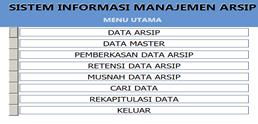 SISTEM INFORMASI MANAJEMEN ARSIP
MENU UTAMA
DATA ARSIP
DATA MASTER
PEMBERKASAN DATA ARSIP
RETENSI DATA ARSIP
MUSNAH DATA ARSIP
CARI DATA
REKAPITULASI DATA
KELUAR